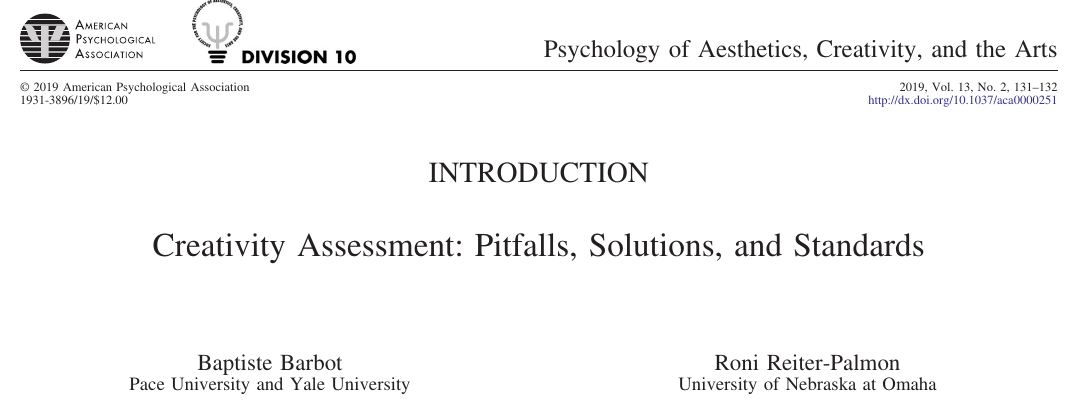 AMERICAN
PSYCHOLOGICAL
ASSOCIATION
DIVISION 10
Psychology of Aesthetics, Creativity, and the Arts
© 2019 American Psychological Association
1931-3896/19/$12.00
2019, Vol. 13, No. 2, 131–132
http://dx.doi.org/10.1037/aca0000251
INTRODUCTION
Creativity Assessment: Pitfalls, Solutions, and Standards
Baptiste Barbot
Pace University and Yale University
Roni Reiter-Palmon
University of Nebraska at Omaha